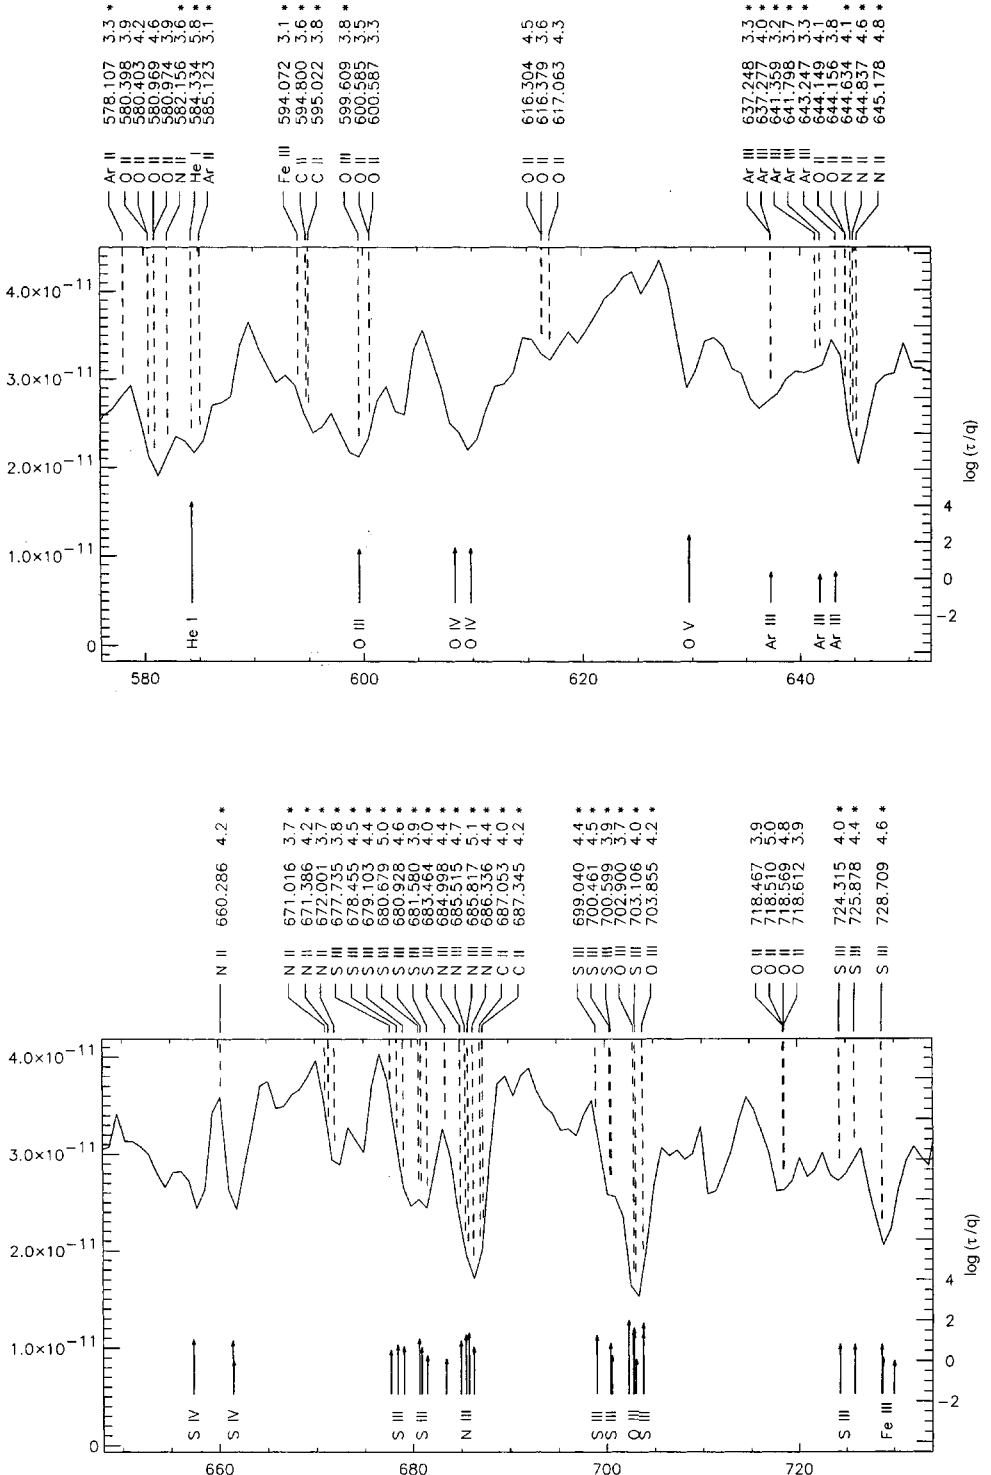 Ar II 578.107 3.3 *
O II 580.398 3.9
O II 580.403 4.2
O II 580.969 4.6
O II 580.974 3.9
N II 582.156 3.6 *
He I 584.334 5.8 *
Ar II 585.123 3.1 *
Fe III 594.072 3.1 *
C II 594.800 3.6 *
C II 595.022 3.8 *
O III 599.609 3.8 *
O II 600.585 3.5
O II 600.587 3.3
O II 616.304 4.5
O II 616.379 3.6
O II 617.063 4.3
Ar III 637.248 3.3 *
Ar III 637.277 4.0 *
Ar III 641.359 3.2 *
Ar III 641.798 3.7 *
Ar III 643.247 3.3 *
O II 644.149 4.1
O II 644.156 3.8
N II 644.634 4.1 *
N II 644.837 4.6 *
N II 645.178 4.8 *
4.0×10⁻¹¹
3.0×10⁻¹¹
2.0×10⁻¹¹
1.0×10⁻¹¹
0
4
2
0
−2
log (τ/q)
He I
O III
O IV
O IV
O V
Ar III
Ar III
Ar III
580
600
620
640
N II 660.286 4.2 *
N II 671.016 3.7 *
N II 671.386 4.2 *
N II 672.001 3.7 *
S III 677.735 3.8 *
S III 678.455 4.5 *
S III 679.103 4.4 *
S III 680.679 5.0 *
S III 680.928 4.6 *
S III 681.580 3.9 *
S III 683.464 4.0 *
N III 684.998 4.4 *
N III 685.515 4.7 *
N III 685.817 5.1 *
N III 686.336 4.4 *
C II 687.053 4.0 *
C II 687.345 4.2 *
S III 699.040 4.4 *
S III 700.461 4.5 *
S III 700.599 3.9 *
O III 702.900 3.7 *
S III 703.106 4.0 *
O III 703.855 4.2 *
O II 718.467 3.9
O II 718.510 5.0
O II 718.569 4.8
O II 718.612 3.9
S III 724.315 4.0 *
S III 725.878 4.4 *
S III 728.709 4.6 *
4.0×10⁻¹¹
3.0×10⁻¹¹
2.0×10⁻¹¹
1.0×10⁻¹¹
0
4
2
0
−2
log (τ/q)
S IV
S IV
S III
S III
N III
S III
S III
O III
S III
S III
Fe III
660
680
700
720